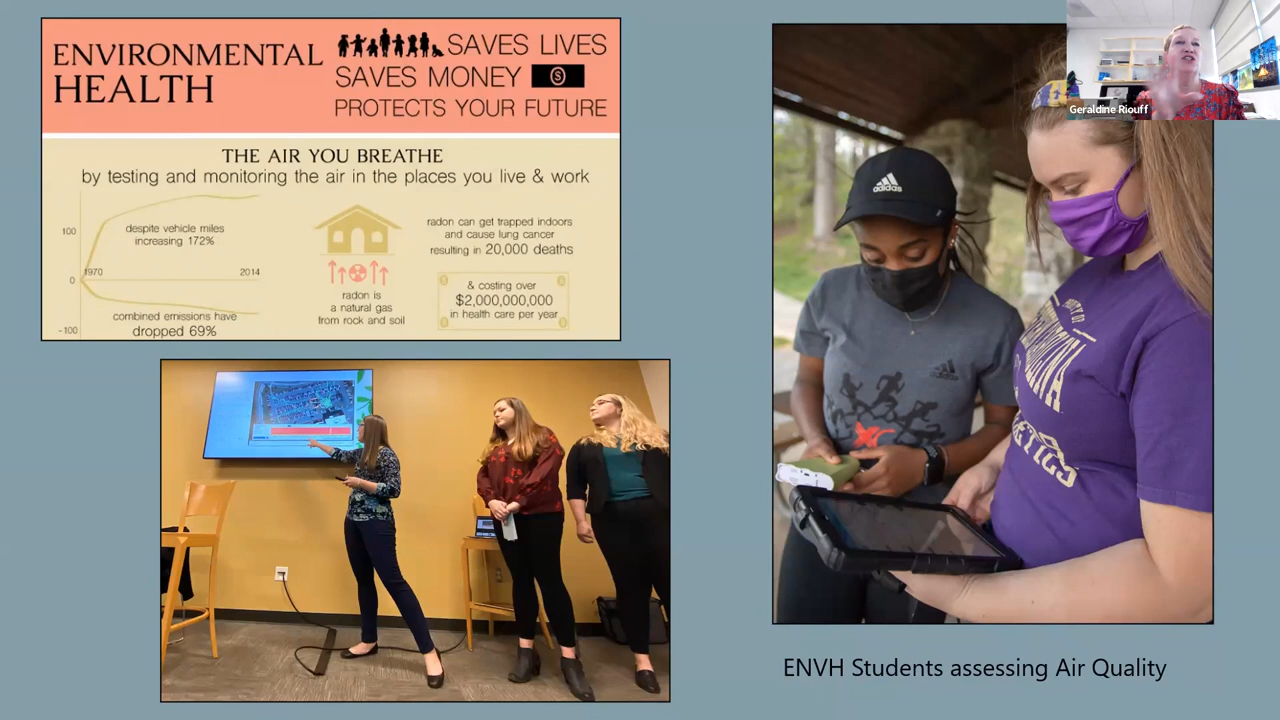 ENVIRONMENTAL
HEALTH
SAVES LIVES
SAVES MONEY
PROTECTS YOUR FUTURE
THE AIR YOU BREATHE
by testing and monitoring the air in the places you live & work
100
0
-100
1970
2014
despite vehicle miles
increasing 172%
combined emissions have
dropped 69%
radon is
a natural gas
from rock and soil
radon can get trapped indoors
and cause lung cancer
resulting in 20,000 deaths
& costing over
$2,000,000,000
in health care per year
adidas
Geraldine Riouff
ENVH Students assessing Air Quality